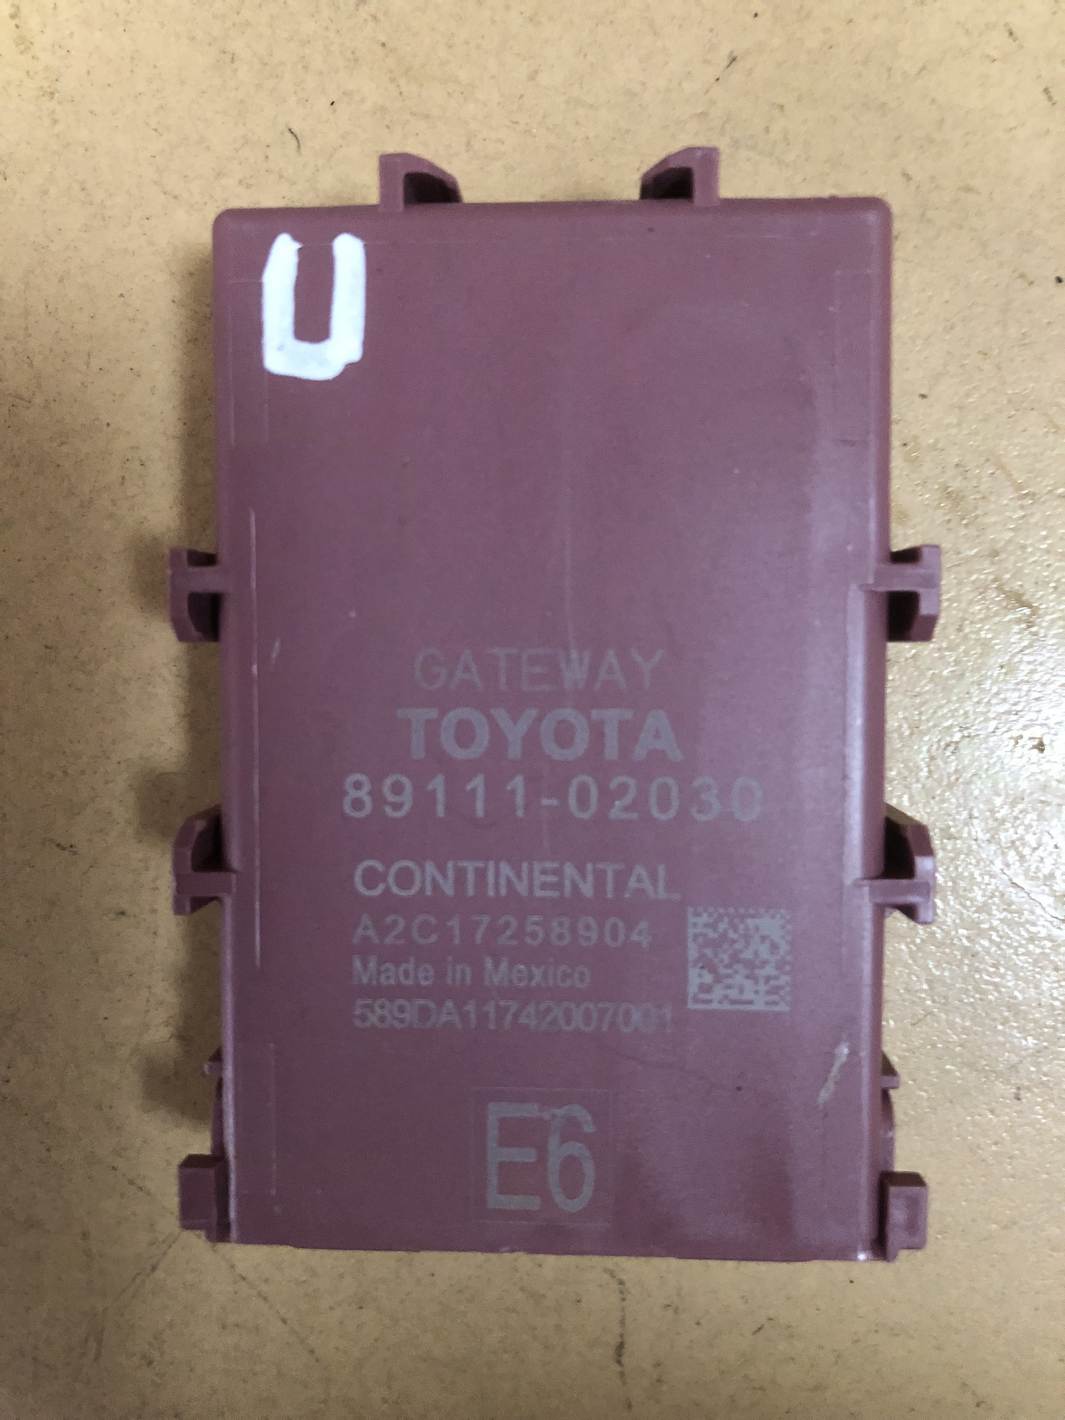 U
GATEWAY
TOYOTA
89111-02030
CONTINENTAL
A2C17258904
Made in Mexico
589DA11742007001
E6